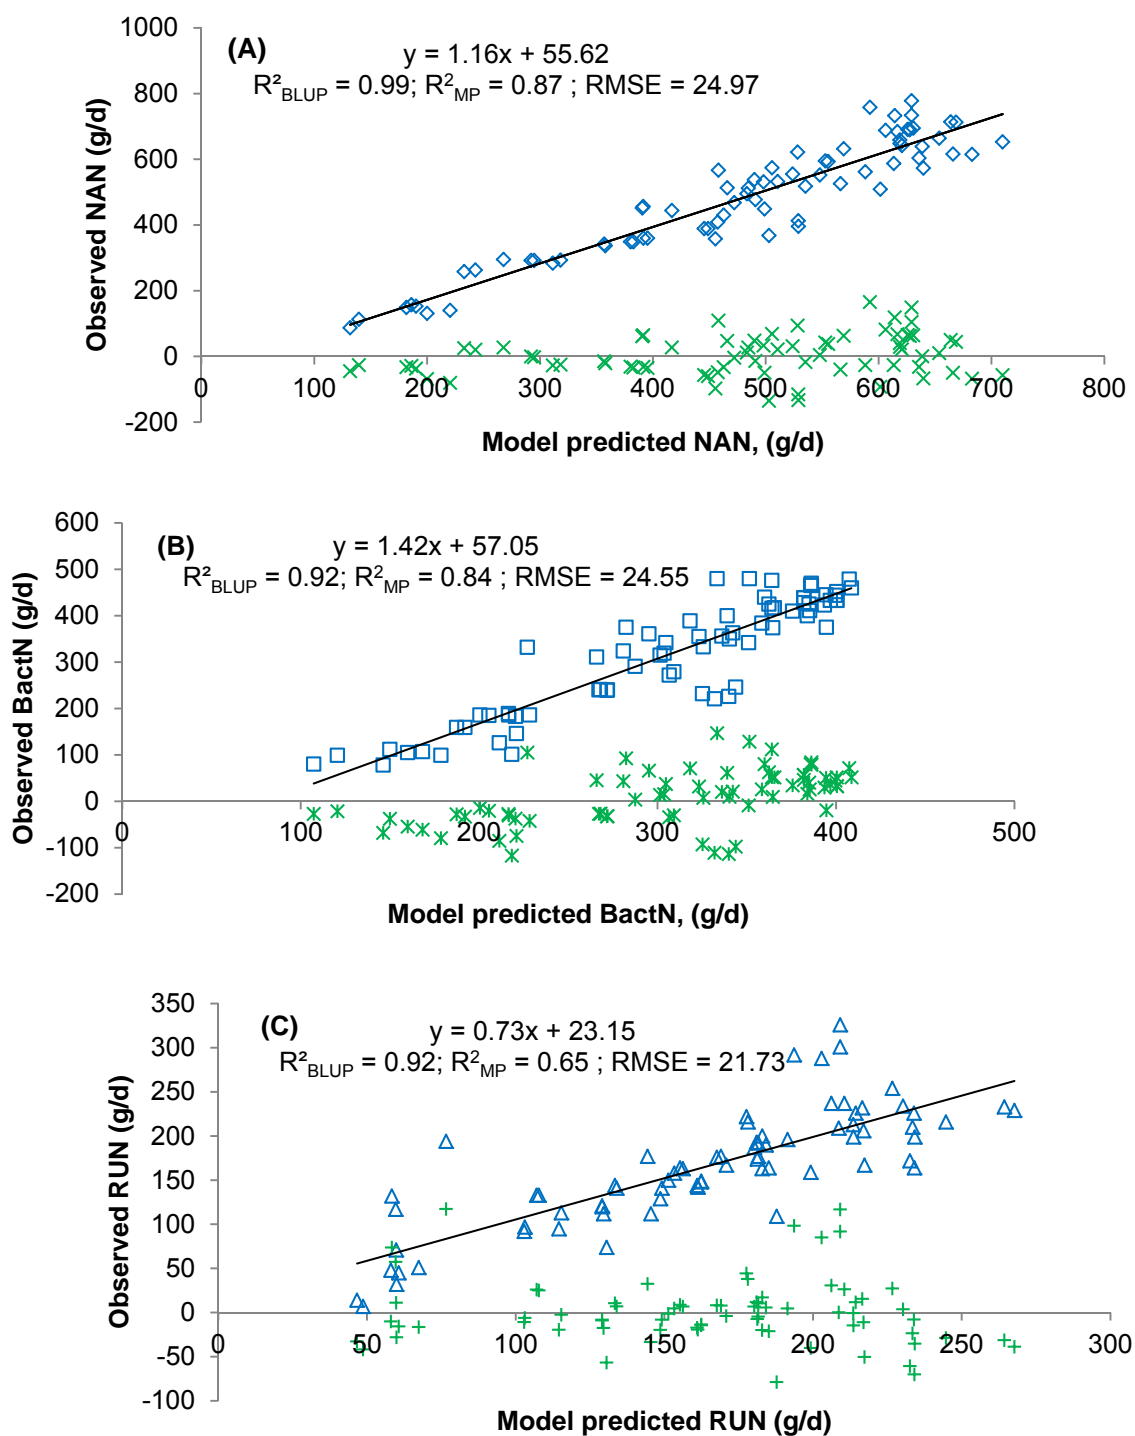 (A)
y = 1.16x + 55.62
R²BLUP = 0.99; R²MP = 0.87 ; RMSE = 24.97
Observed NAN (g/d)
1000
800
600
400
200
0
-200
0 100 200 300 400 500 600 700 800
Model predicted NAN, (g/d)
(B)
y = 1.42x + 57.05
R²BLUP = 0.92; R²MP = 0.84 ; RMSE = 24.55
Observed BactN (g/d)
600
500
400
300
200
100
0
-100
-200
0 100 200 300 400 500
Model predicted BactN, (g/d)
(C)
y = 0.73x + 23.15
R²BLUP = 0.92; R²MP = 0.65 ; RMSE = 21.73
Observed RUN (g/d)
350
300
250
200
150
100
50
0
-50
-100
0 50 100 150 200 250 300
Model predicted RUN (g/d)